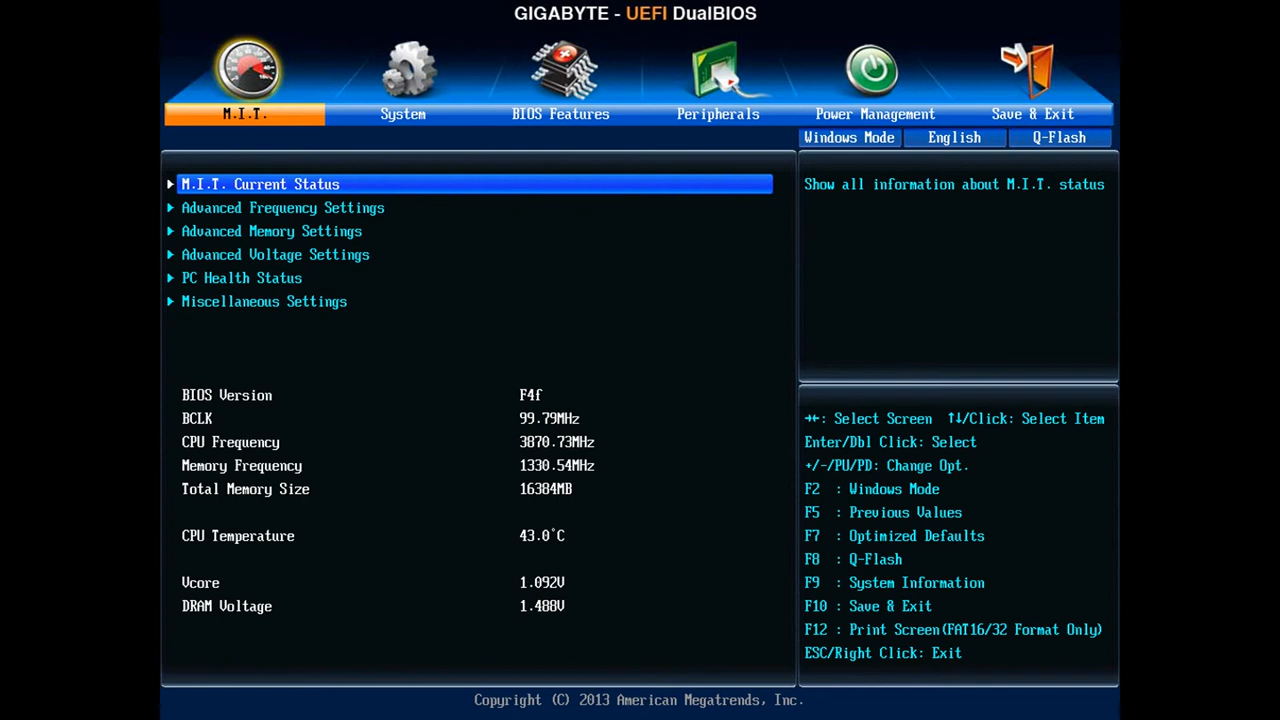 GIGABYTE - UEFI DualBIOS
M.I.T. System BIOS Features Peripherals Power Management Save & Exit
Windows Mode English Q-Flash
M.I.T. Current Status
Advanced Frequency Settings
Advanced Memory Settings
Advanced Voltage Settings
PC Health Status
Miscellaneous Settings
BIOS Version F4f
BCLK 99.79MHz
CPU Frequency 3870.73MHz
Memory Frequency 1330.54MHz
Total Memory Size 16384MB
CPU Temperature 43.0°C
Vcore 1.092V
DRAM Voltage 1.488V
Show all information about M.I.T. status
→←: Select Screen ↑↓/Click: Select Item
Enter/Dbl Click: Select
+/-/PU/PD: Change Opt.
F2 : Windows Mode
F5 : Previous Values
F7 : Optimized Defaults
F8 : Q-Flash
F9 : System Information
F10 : Save & Exit
F12 : Print Screen(FAT16/32 Format Only)
ESC/Right Click: Exit
Copyright (C) 2013 American Megatrends, Inc.